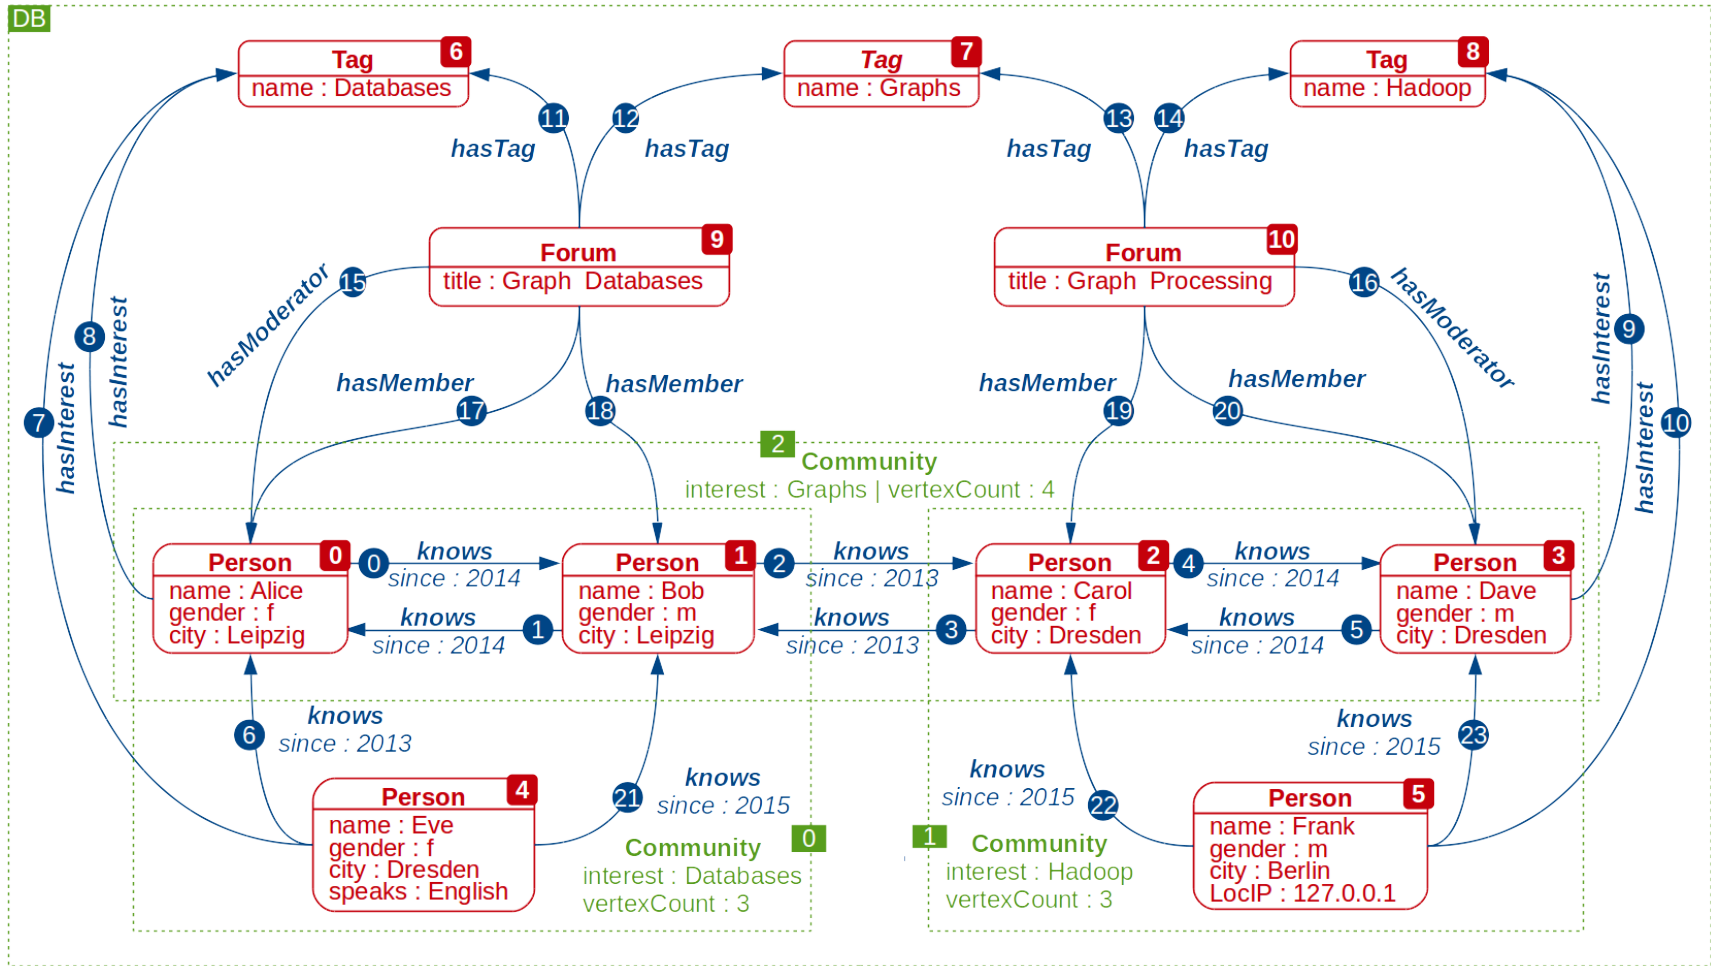 DB
Tag 6
name : Databases
Tag 7
name : Graphs
Tag 8
name : Hadoop
11
12
13
14
hasTag
hasTag
hasTag
hasTag
Forum 9
title : Graph Databases
Forum 10
title : Graph Processing
15
hasModerator
16
hasModerator
8
hasInterest
7
hasInterest
9
hasInterest
10
hasInterest
hasMember
17
hasMember
18
hasMember
19
hasMember
20
2
Community
interest : Graphs | vertexCount : 4
Person 0
name : Alice
gender : f
city : Leipzig
0
knows
since : 2014
knows
1
since : 2014
Person 1
name : Bob
gender : m
city : Leipzig
2
knows
since : 2013
knows
3
since : 2013
Person 2
name : Carol
gender : f
city : Dresden
4
knows
since : 2014
knows
5
since : 2014
Person 3
name : Dave
gender : m
city : Dresden
6
knows
since : 2013
Person 4
name : Eve
gender : f
city : Dresden
speaks : English
21
knows
since : 2015
0
Community
interest : Databases
vertexCount : 3
knows
since : 2015
22
1
Community
interest : Hadoop
vertexCount : 3
knows
since : 2015
23
Person 5
name : Frank
gender : m
city : Berlin
LocIP : 127.0.0.1